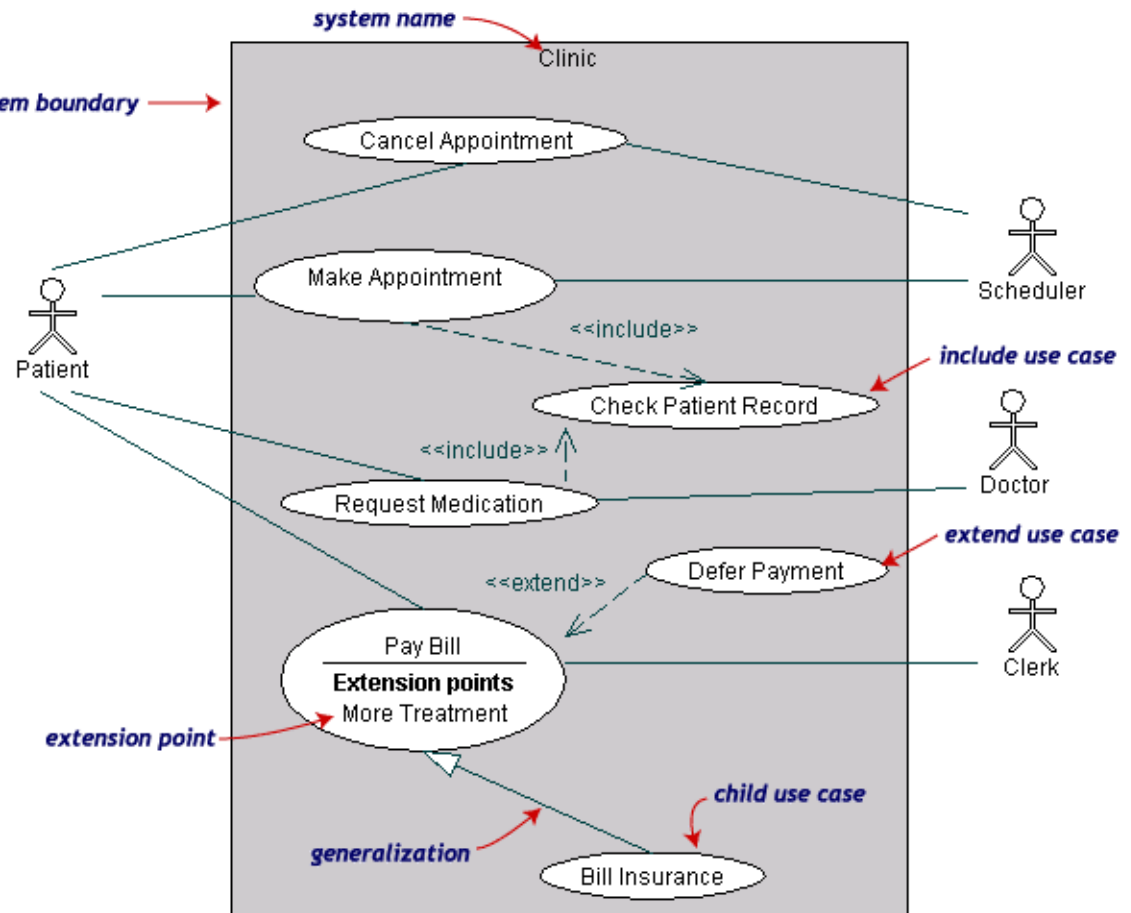 system name
Clinic
em boundary
Cancel Appointment
Make Appointment
Scheduler
<<include>>
Patient
include use case
Check Patient Record
<<include>>
Doctor
Request Medication
extend use case
Defer Payment
<<extend>>
Pay Bill
Clerk
Extension points
More Treatment
extension point
child use case
generalization
Bill Insurance